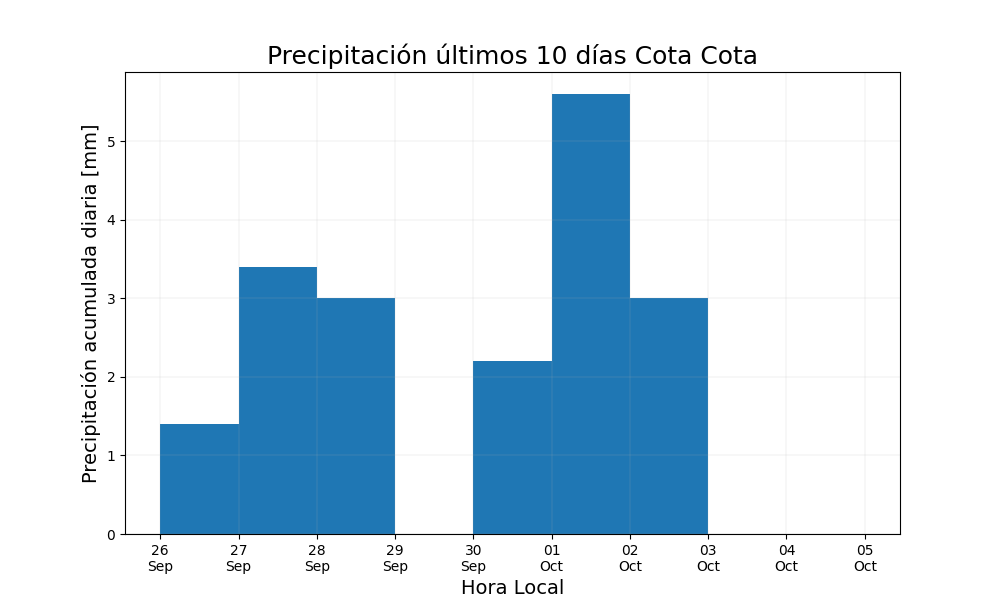 Precipitación últimos 10 días Cota Cota
Precipitación acumulada diaria [mm]
5
4
3
2
1
0
26 27 28 29 30 01 02 03 04 05
Sep Sep Sep Sep Sep Oct Oct Oct Oct Oct
Hora Local